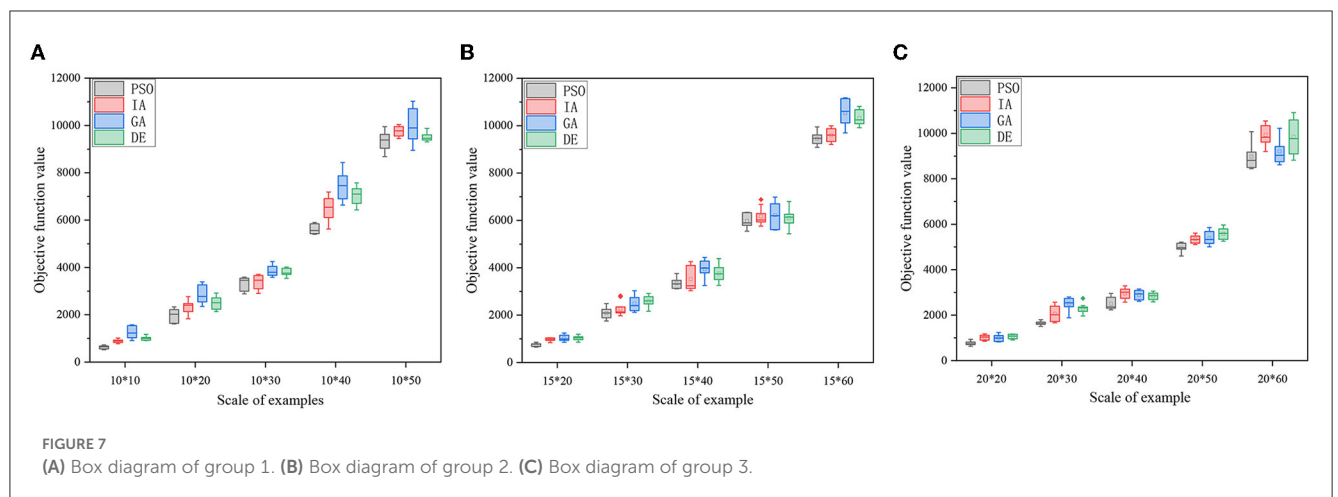 A
12000
10000
8000
6000
4000
2000
0
Objective function value
PSO
IA
GA
DE
10*10 10*20 10*30 10*40 10*50
Scale of examples
B
12000
10000
8000
6000
4000
2000
0
Objective function value
PSO
IA
GA
DE
15*20 15*30 15*40 15*50 15*60
Scale of example
C
12000
10000
8000
6000
4000
2000
0
Objective function value
PSO
IA
GA
DE
20*20 20*30 20*40 20*50 20*60
Scale of example
FIGURE 7
(A) Box diagram of group 1. (B) Box diagram of group 2. (C) Box diagram of group 3.